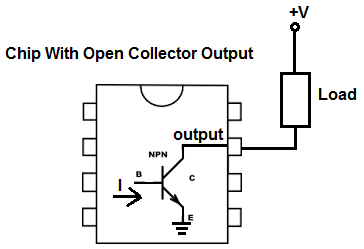 +V
Chip With Open Collector Output
Load
output
NPN
B
C
I
E